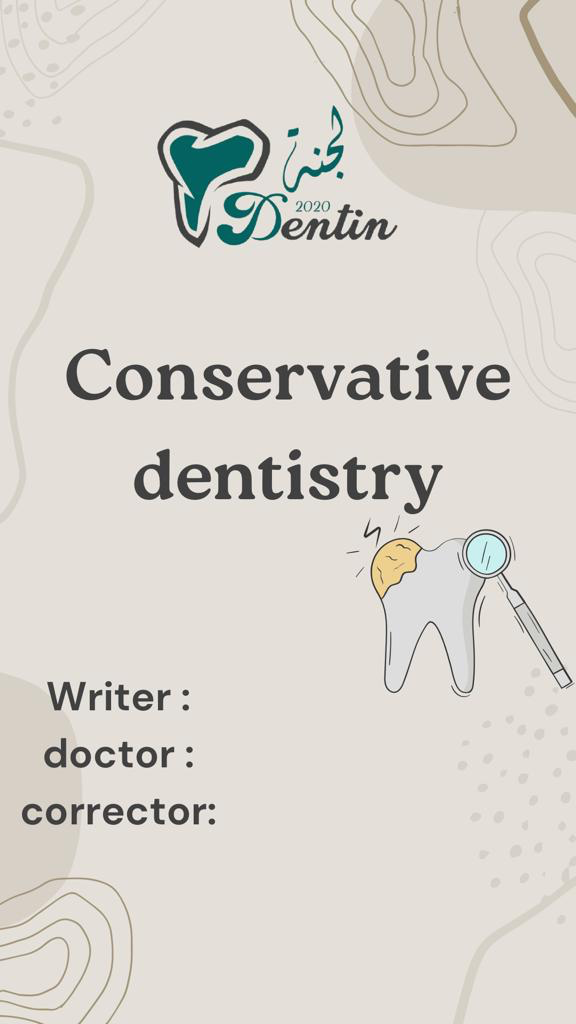 لجنة
2020
Dentin
Conservative
dentistry
Writer :
doctor :
corrector: